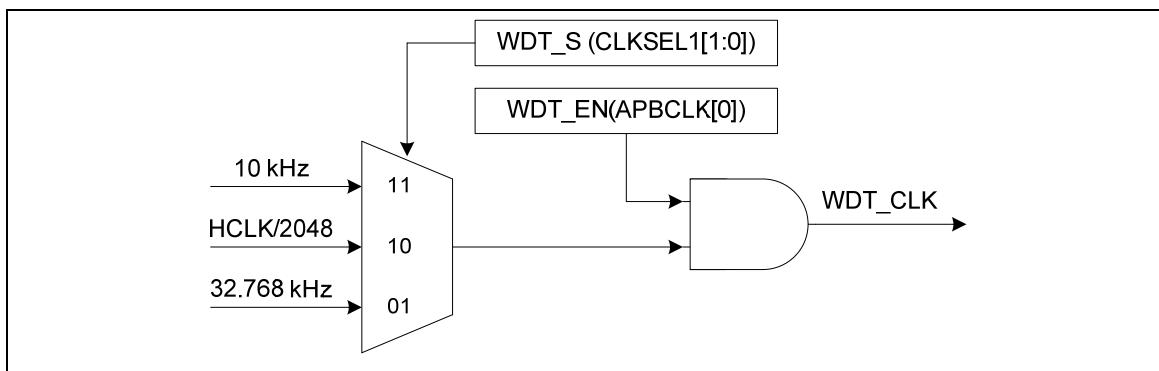 WDT_S (CLKSEL1[1:0])
WDT_EN(APBCLK[0])
10 kHz
11
WDT_CLK
HCLK/2048
10
32.768 kHz
01